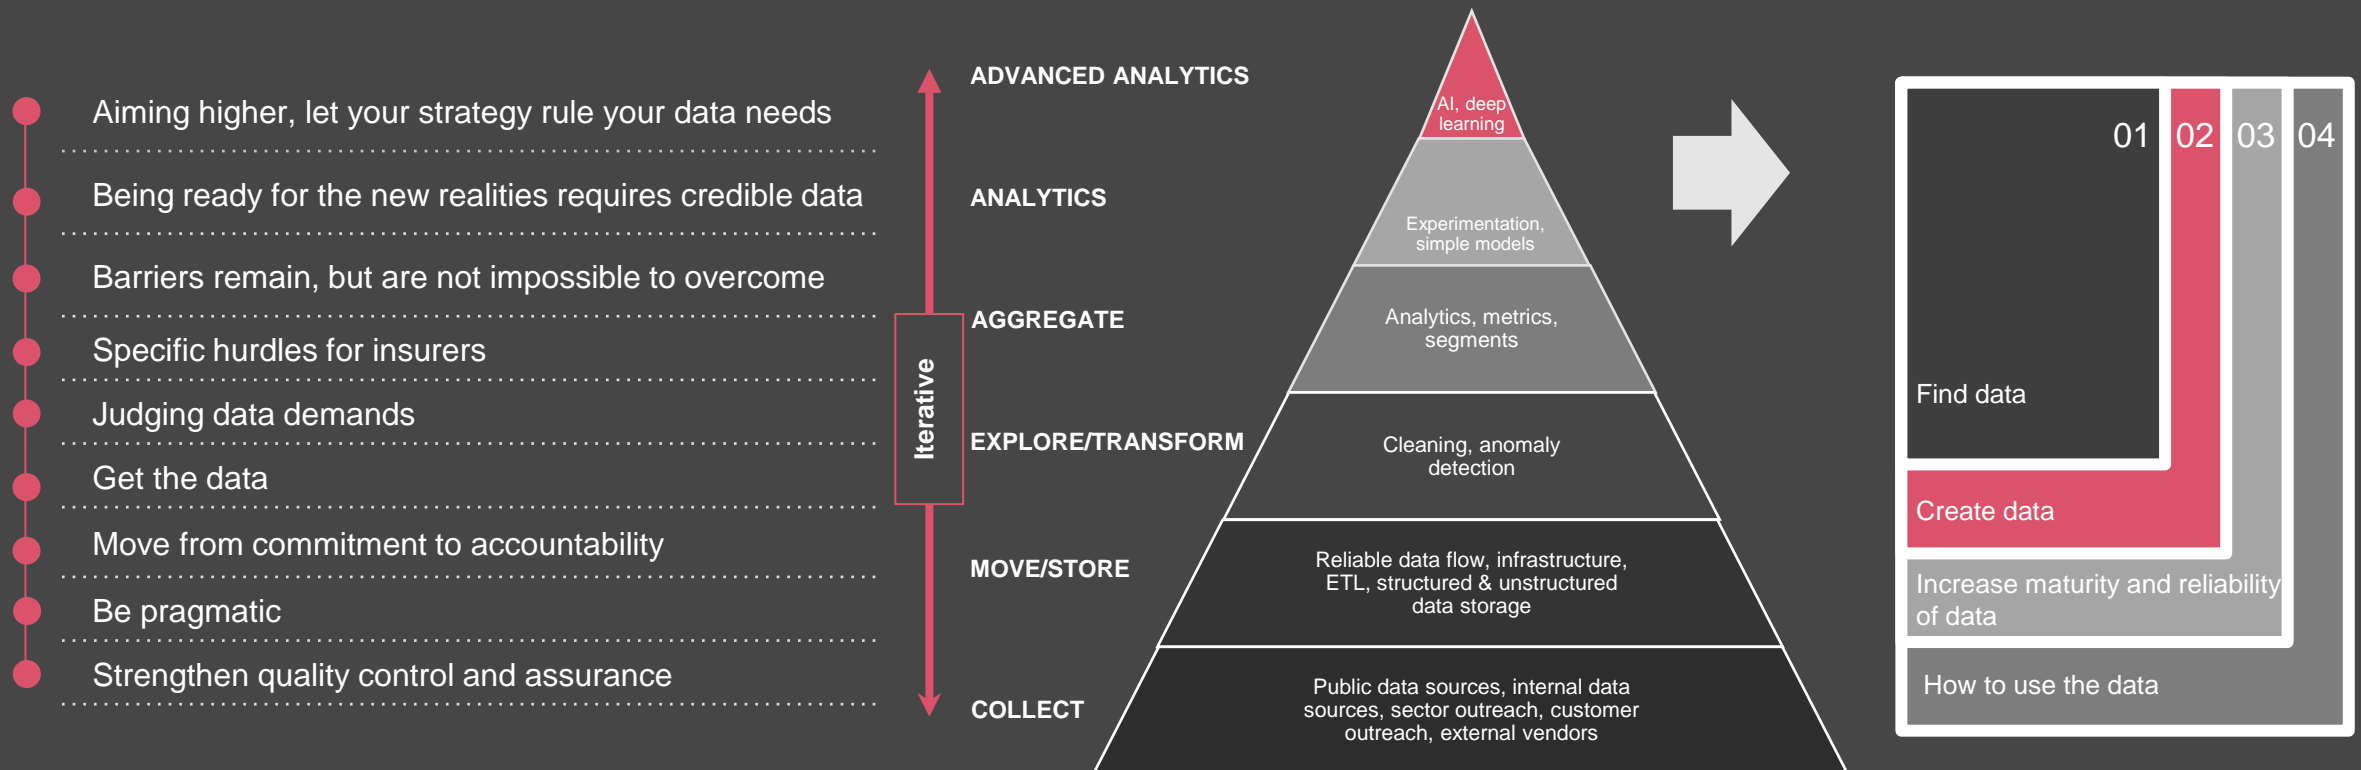 Aiming higher, let your strategy rule your data needs
Being ready for the new realities requires credible data
Barriers remain, but are not impossible to overcome
Specific hurdles for insurers
Judging data demands
Get the data
Move from commitment to accountability
Be pragmatic
Strengthen quality control and assurance
Iterative
ADVANCED ANALYTICS
ANALYTICS
AGGREGATE
EXPLORE/TRANSFORM
MOVE/STORE
COLLECT
AI, deep
learning
Experimentation,
simple models
Analytics, metrics,
segments
Cleaning, anomaly
detection
Reliable data flow, infrastructure,
ETL, structured & unstructured
data storage
Public data sources, internal data
sources, sector outreach, customer
outreach, external vendors
01 02 03 04
Find data
Create data
Increase maturity and reliability
of data
How to use the data